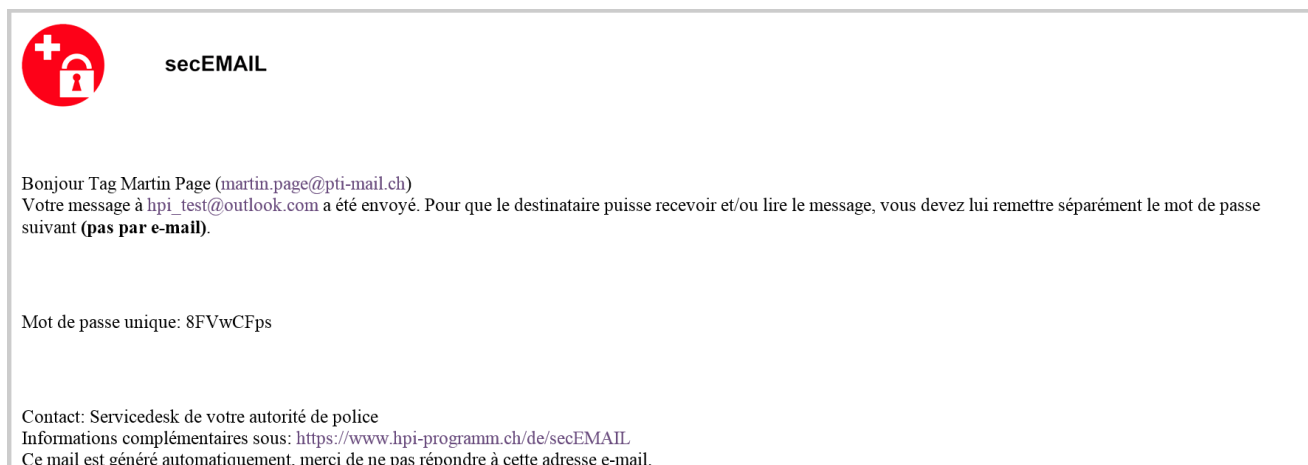 secEMAIL
Bonjour Tag Martin Page (martin.page@pti-mail.ch)
Votre message à hpi_test@outlook.com a été envoyé. Pour que le destinataire puisse recevoir et/ou lire le message, vous devez lui remettre séparément le mot de passe
suivant (pas par e-mail).
Mot de passe unique: 8FVwCFps
Contact: Servicedesk de votre autorité de police
Informations complémentaires sous: https://www.hpi-programm.ch/de/secEMAIL
Ce mail est généré automatiquement, merci de ne pas répondre à cette adresse e-mail.